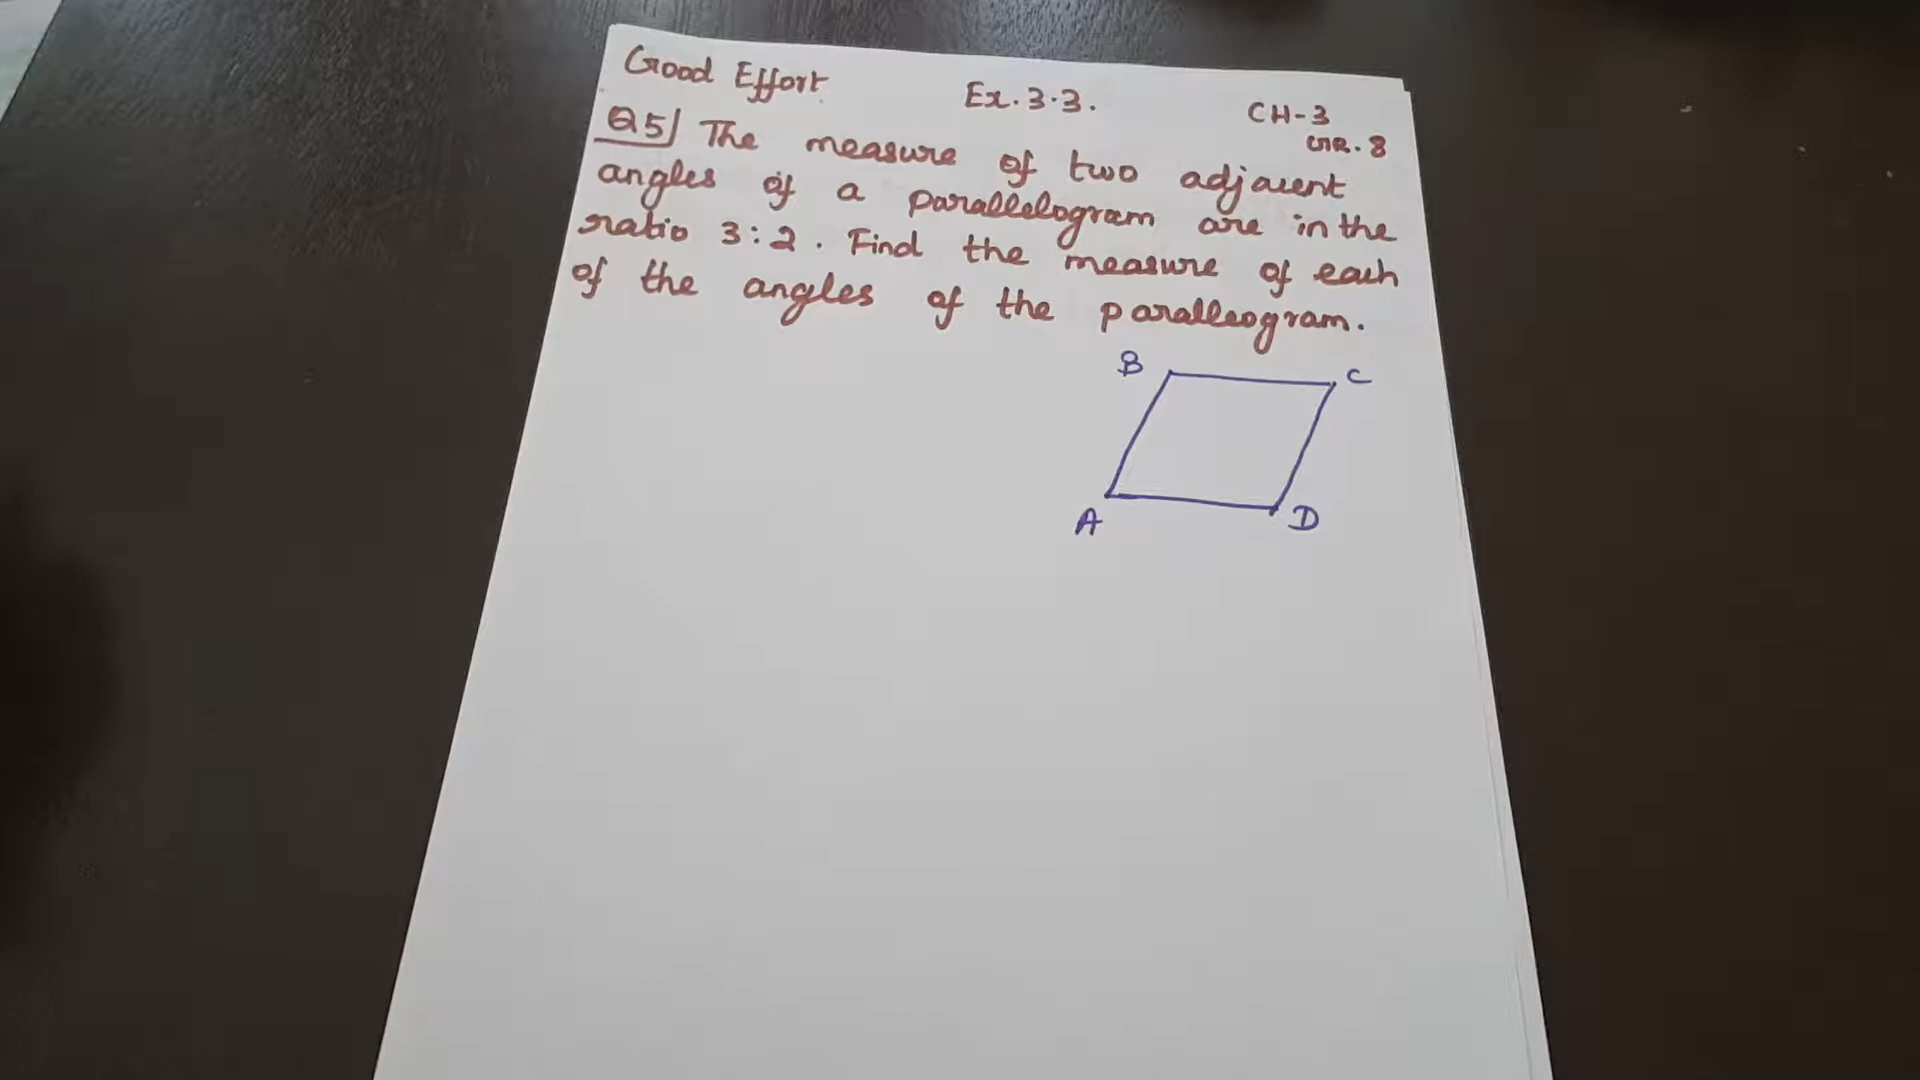 Good Effort Ex. 3.3. CH-3
GR. 8
Q5) The measure of two adjacent
angles of a parallelogram are in the
ratio 3:2. Find the measure of each
of the angles of the paralleogram.
B C
A D